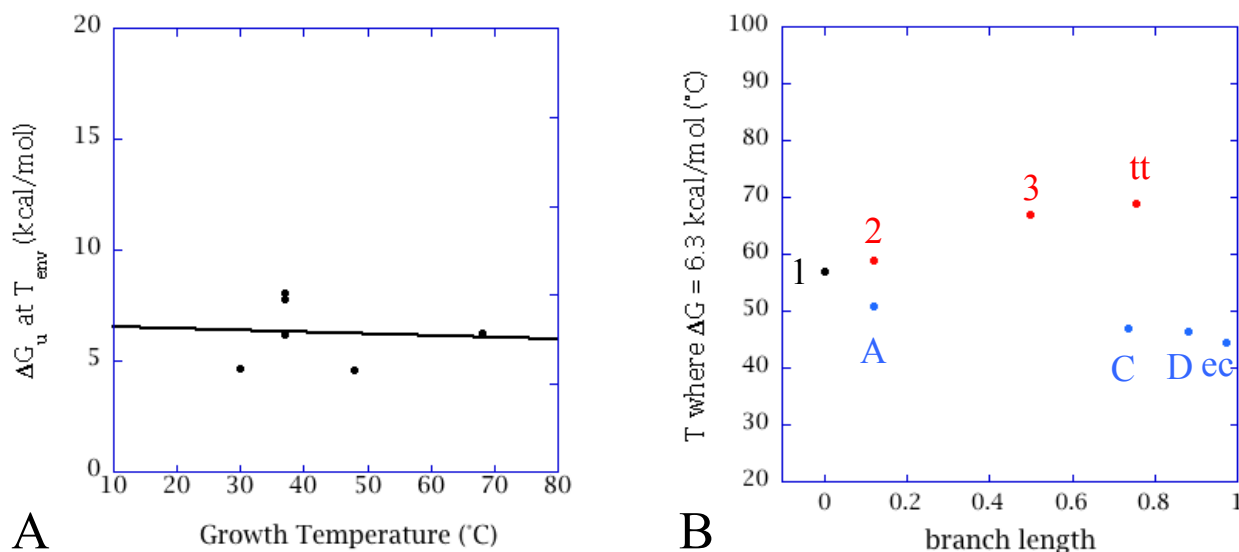 20
15
10
5
0
10 20 30 40 50 60 70 80
ΔGu at Tenv (kcal/mol)
Growth Temperature (˚C)
A
100
90
80
70
60
50
40
30
20
0 0.2 0.4 0.6 0.8 1
T where ΔG = 6.3 kcal/mol (°C)
branch length
1
2
3
tt
A
C
D
ec
B